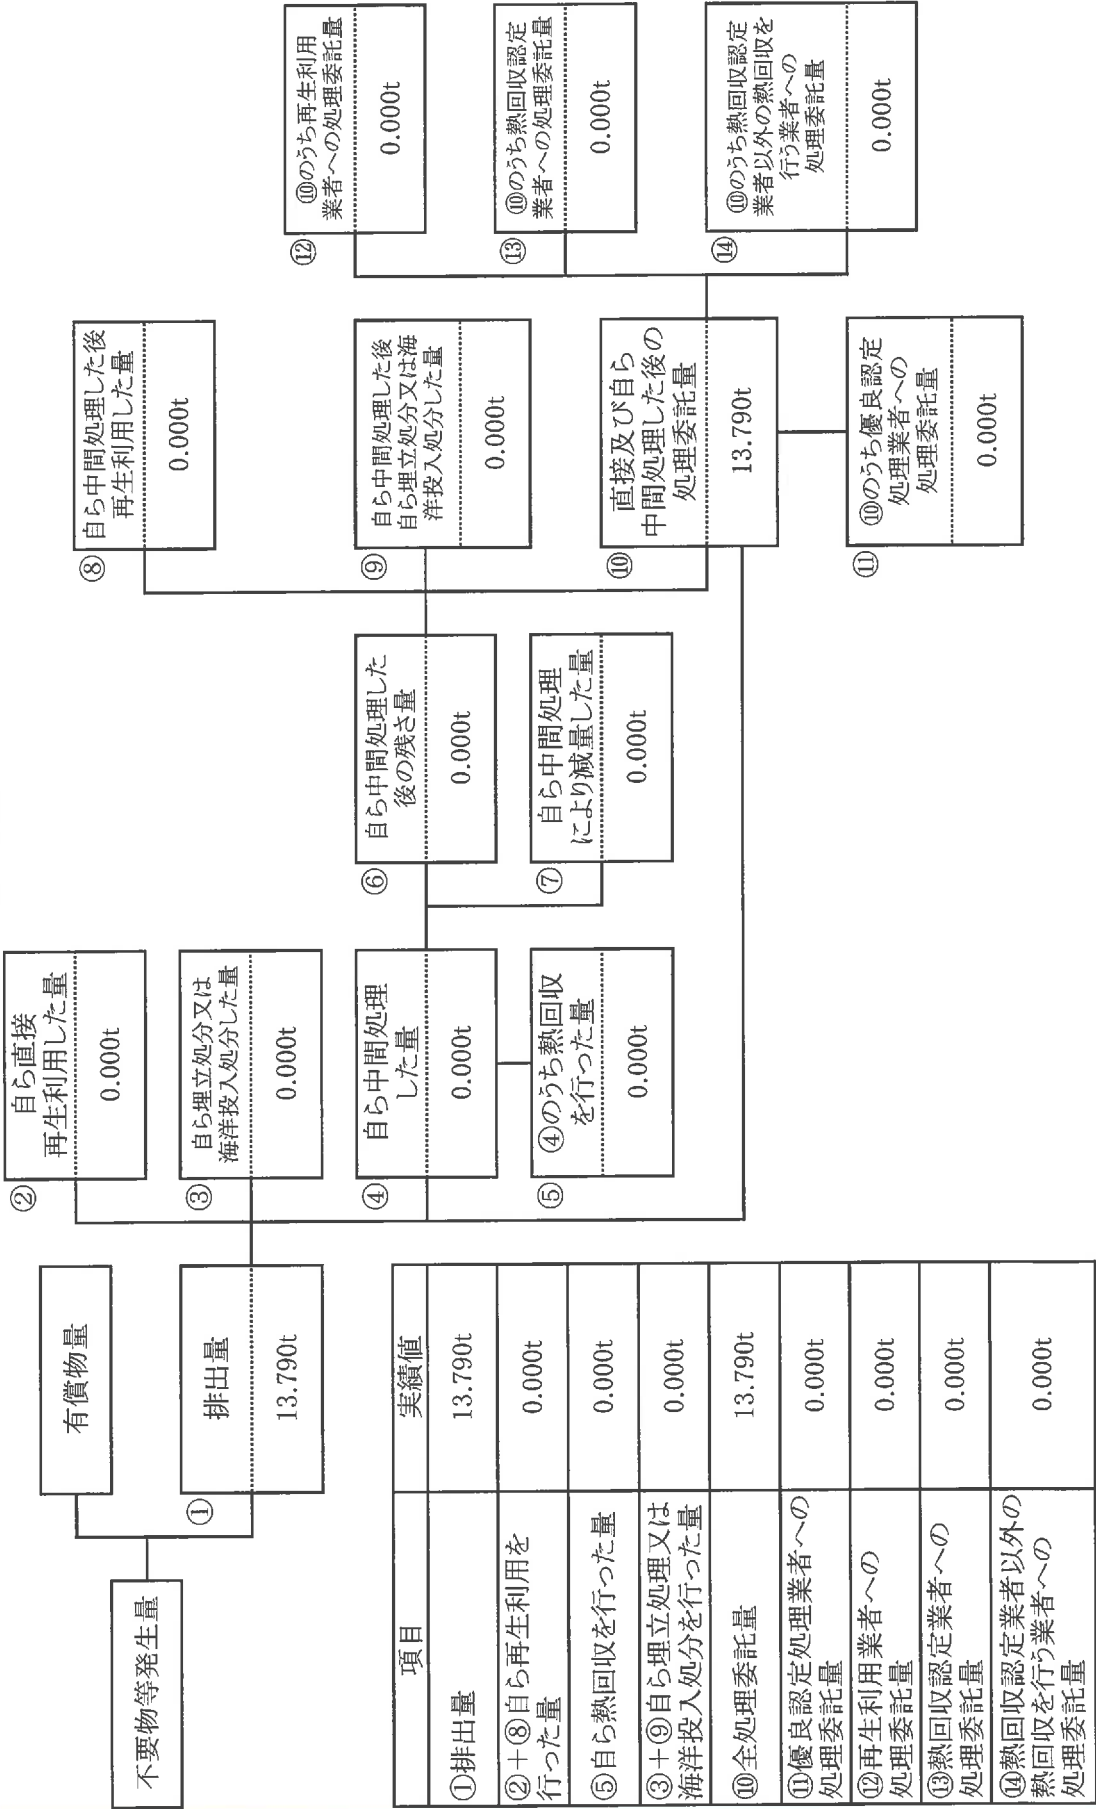 不要物等発生量
有償物量
①
排出量
13.790t
②
自ら直接
再生利用した量
0.000t
③
自ら埋立処分又は
海洋投入処分した量
0.000t
④
自ら中間処理
した量
0.000t
⑤
④のうち熱回収
を行った量
0.000t
⑥
自ら中間処理した
後の残さ量
0.000t
⑦
自ら中間処理
により減量した量
0.000t
⑧
自ら中間処理した後
再生利用した量
0.000t
⑨
自ら中間処理した後
自ら埋立処分又は海
洋投入処分した量
0.000t
⑩
直接及び自ら
中間処理した後の
処理委託量
13.790t
⑪
⑩のうち優良認定
処理業者への
処理委託量
0.000t
⑫
⑩のうち再生利用
業者への処理委託量
0.000t
⑬
⑩のうち熱回収認定
業者への処理委託量
0.000t
⑭
⑩のうち熱回収認定
業者以外の熱回収を
行う業者への
処理委託量
0.000t
項目 実績値
①排出量 13.790t
②+⑧自ら再生利用を
行った量 0.000t
⑤自ら熱回収を行った量 0.000t
③+⑨自ら埋立処理又は
海洋投入処分を行った量 0.000t
⑩全処理委託量 13.790t
⑪優良認定処理業者への
処理委託量 0.000t
⑫再生利用業者への
処理委託量 0.000t
⑬熱回収認定業者への
処理委託量 0.000t
⑭熱回収認定業者以外の
熱回収を行う業者への
処理委託量 0.000t